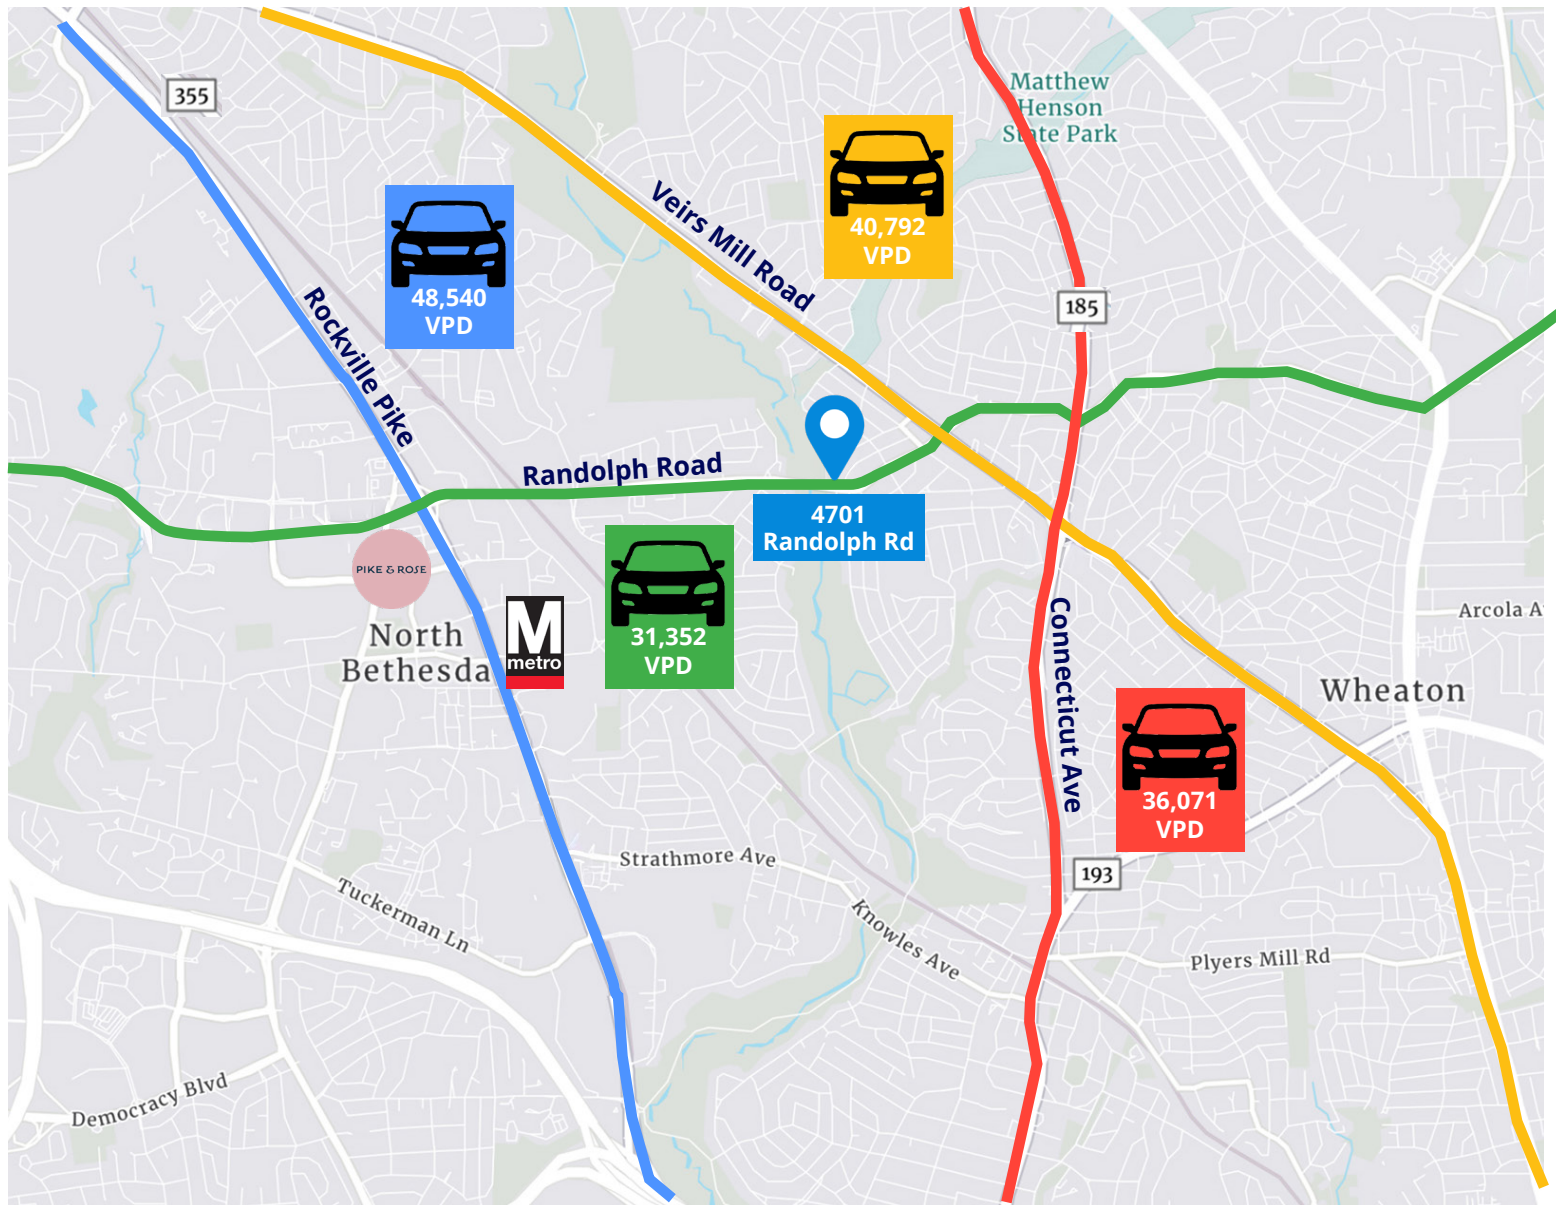 355
Matthew
Henson
State Park
40,792
VPD
Veirs Mill Road
48,540
VPD
185
Rockville Pike
Randolph Road
4701
Randolph Rd
PIKE & ROSE
North
Bethesda
M
metro
31,352
VPD
Connecticut Ave
Arcola A
Wheaton
36,071
VPD
Strathmore Ave
193
Tuckerman Ln
Knowles Ave
Plyers Mill Rd
Democracy Blvd